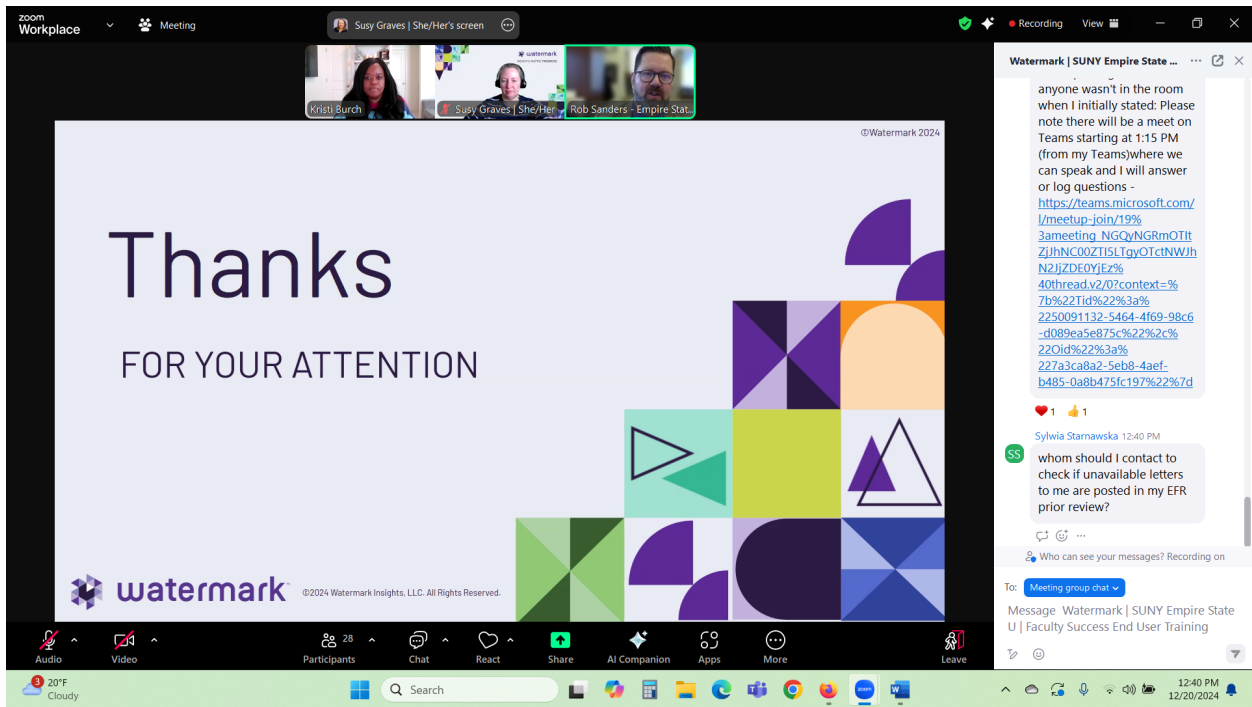 zoom
Workplace
Meeting
Susy Graves | She/Her's screen
Recording
View
Kristi Burch
Susy Graves | She/Her
Rob Sanders - Empire Stat...
watermark
©Watermark 2024
Thanks
FOR YOUR ATTENTION
watermark
©2024 Watermark Insights, LLC. All Rights Reserved.
Watermark | SUNY Empire State ...
anyone wasn't in the room
when I initially stated: Please
note there will be a meet on
Teams starting at 1:15 PM
(from my Teams)where we
can speak and I will answer
or log questions -
https://teams.microsoft.com/
l/meetup-join/19%
3ameeting_NGQyNGRmOTIt
ZjJhNC00ZTI5LTgyOTctNWJh
N2JjZDE0YjEz%
40thread.v2/0?context=%
7b%22Tid%22%3a%
2250091132-5464-4f69-98c6
-d089ea5e875c%22%2c%
22Oid%22%3a%
227a3ca8a2-5eb8-4aef-
b485-0a8b475fc197%22%7d
1
1
Sylwia Starnawska 12:40 PM
SS
whom should I contact to
check if unavailable letters
to me are posted in my EFR
prior review?
Who can see your messages? Recording on
To: Meeting group chat
Message Watermark | SUNY Empire State
U | Faculty Success End User Training
Audio
Video
Participants
28
Chat
React
Share
AI Companion
Apps
More
Leave
3
20°F
Cloudy
Search
zoom
12:40 PM
12/20/2024